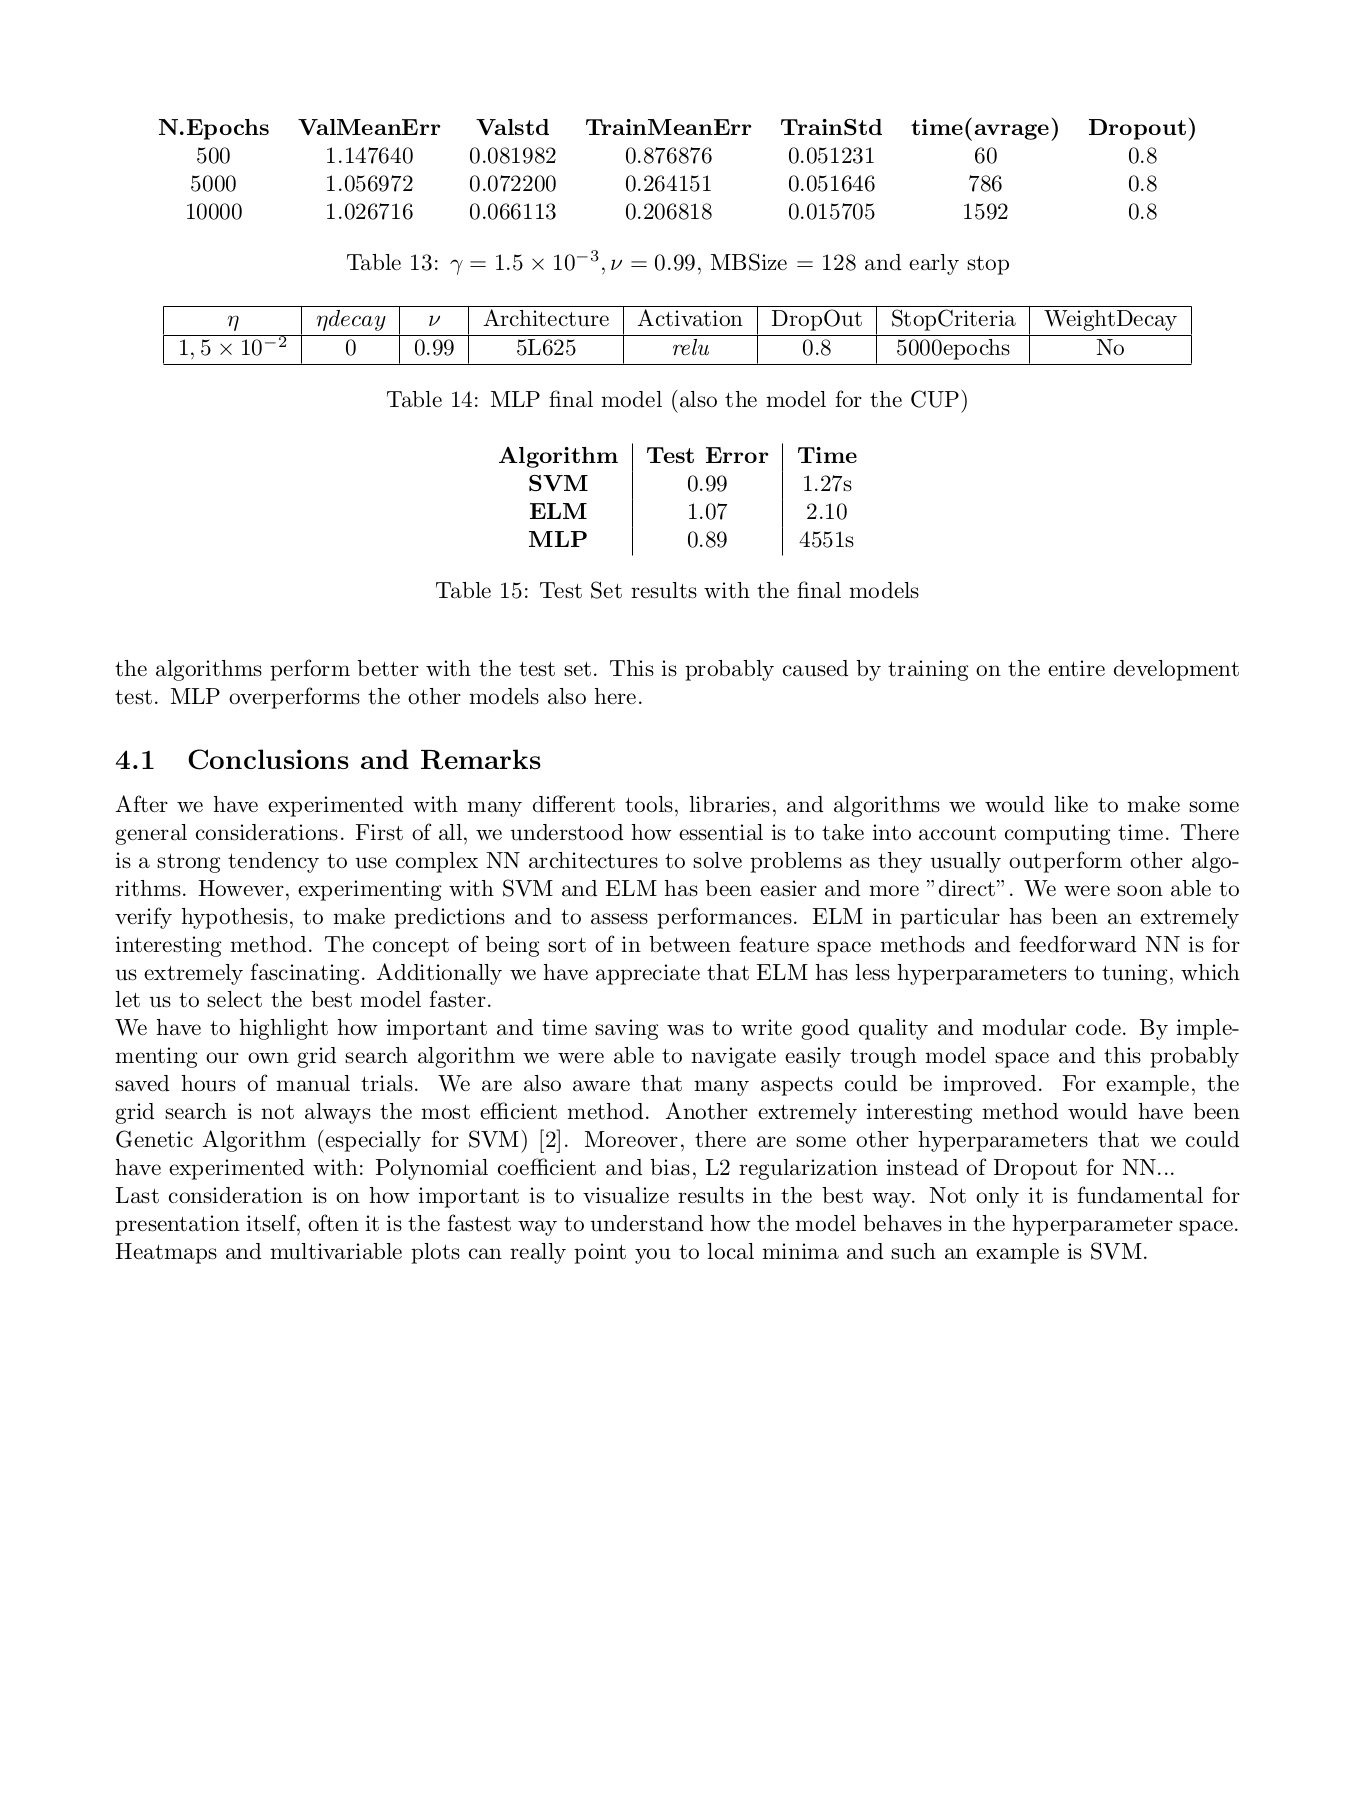 N.Epochs ValMeanErr Valstd TrainMeanErr TrainStd time(avrage) Dropout)
500 1.147640 0.081982 0.876876 0.051231 60 0.8
5000 1.056972 0.072200 0.264151 0.051646 786 0.8
10000 1.026716 0.066113 0.206818 0.015705 1592 0.8
Table 13: γ = 1.5 × 10⁻³, ν = 0.99, MBSize = 128 and early stop
η ηdecay ν Architecture Activation DropOut StopCriteria WeightDecay
1, 5 × 10⁻² 0 0.99 5L625 relu 0.8 5000epochs No
Table 14: MLP final model (also the model for the CUP)
Algorithm Test Error Time
SVM 0.99 1.27s
ELM 1.07 2.10
MLP 0.89 4551s
Table 15: Test Set results with the final models
the algorithms perform better with the test set. This is probably caused by training on the entire development
test. MLP overperforms the other models also here.
4.1 Conclusions and Remarks
After we have experimented with many different tools, libraries, and algorithms we would like to make some
general considerations. First of all, we understood how essential is to take into account computing time. There
is a strong tendency to use complex NN architectures to solve problems as they usually outperform other algo-
rithms. However, experimenting with SVM and ELM has been easier and more ”direct”. We were soon able to
verify hypothesis, to make predictions and to assess performances. ELM in particular has been an extremely
interesting method. The concept of being sort of in between feature space methods and feedforward NN is for
us extremely fascinating. Additionally we have appreciate that ELM has less hyperparameters to tuning, which
let us to select the best model faster.
We have to highlight how important and time saving was to write good quality and modular code. By imple-
menting our own grid search algorithm we were able to navigate easily trough model space and this probably
saved hours of manual trials. We are also aware that many aspects could be improved. For example, the
grid search is not always the most efficient method. Another extremely interesting method would have been
Genetic Algorithm (especially for SVM) [2]. Moreover, there are some other hyperparameters that we could
have experimented with: Polynomial coefficient and bias, L2 regularization instead of Dropout for NN...
Last consideration is on how important is to visualize results in the best way. Not only it is fundamental for
presentation itself, often it is the fastest way to understand how the model behaves in the hyperparameter space.
Heatmaps and multivariable plots can really point you to local minima and such an example is SVM.